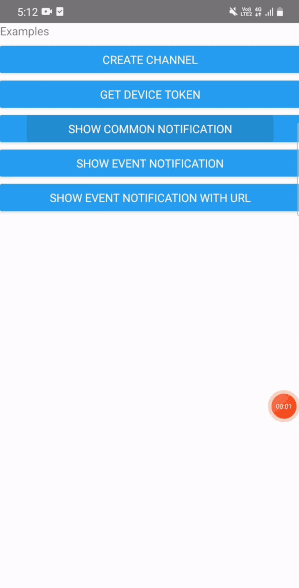 5:12
Examples
CREATE CHANNEL
GET DEVICE TOKEN
SHOW COMMON NOTIFICATION
SHOW EVENT NOTIFICATION
SHOW EVENT NOTIFICATION WITH URL
00:01